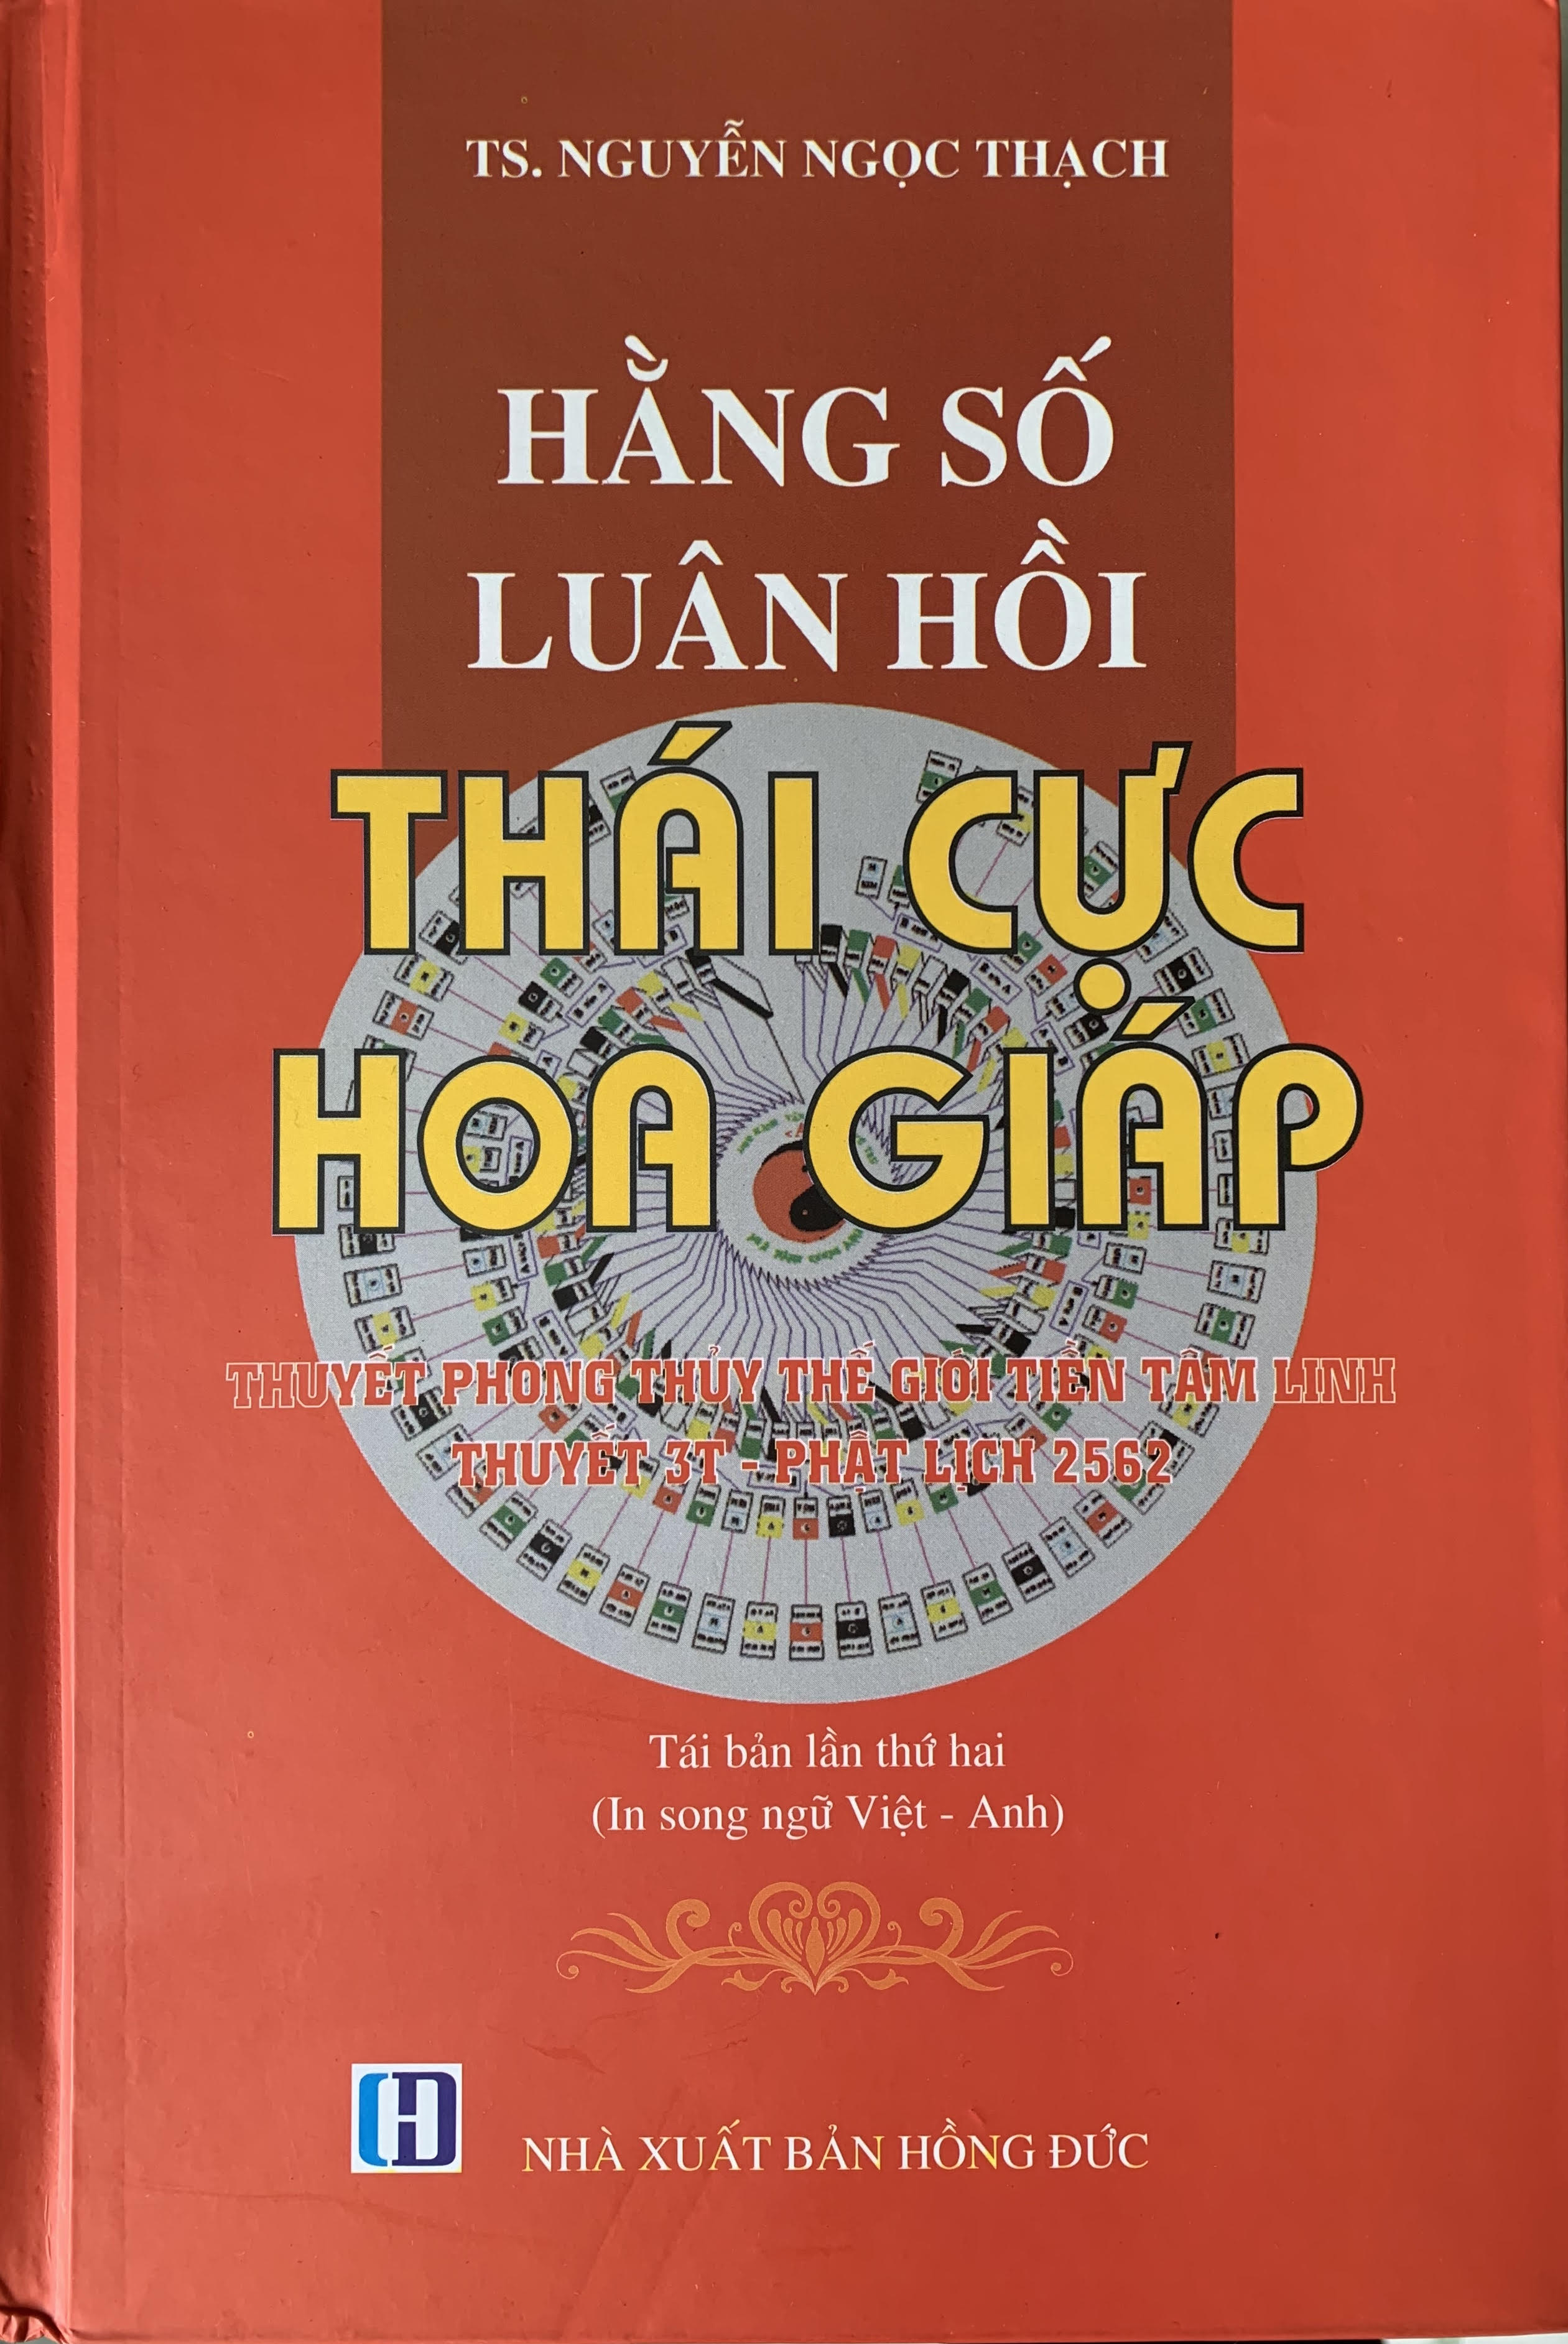 TS. NGUYỄN NGỌC THẠCH
HẰNG SỐ
LUÂN HỒI
THÁI CỰC
HOA GIÁP
THUYẾT PHONG THỦY THẾ GIỚI TIỀN TÂM LINH
THUYẾT 3T - PHẬT LỊCH 2562
Tái bản lần thứ hai
(In song ngữ Việt - Anh)
NHÀ XUẤT BẢN HỒNG ĐỨC